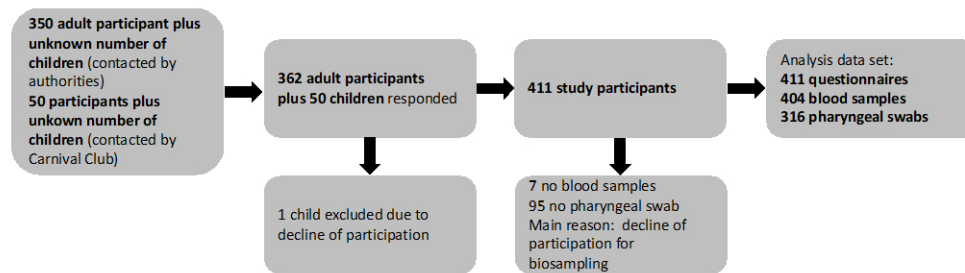 350 adult participant plus
unknown number of
children (contacted by
authorities)
50 participants plus
unknown number of
children (contacted by
Carnival Club)
362 adult participants
plus 50 children responded
411 study participants
Analysis data set:
411 questionnaires
404 blood samples
316 pharyngeal swabs
1 child excluded due to
decline of participation
7 no blood samples
95 no pharyngeal swab
Main reason: decline of
participation for
biosampling